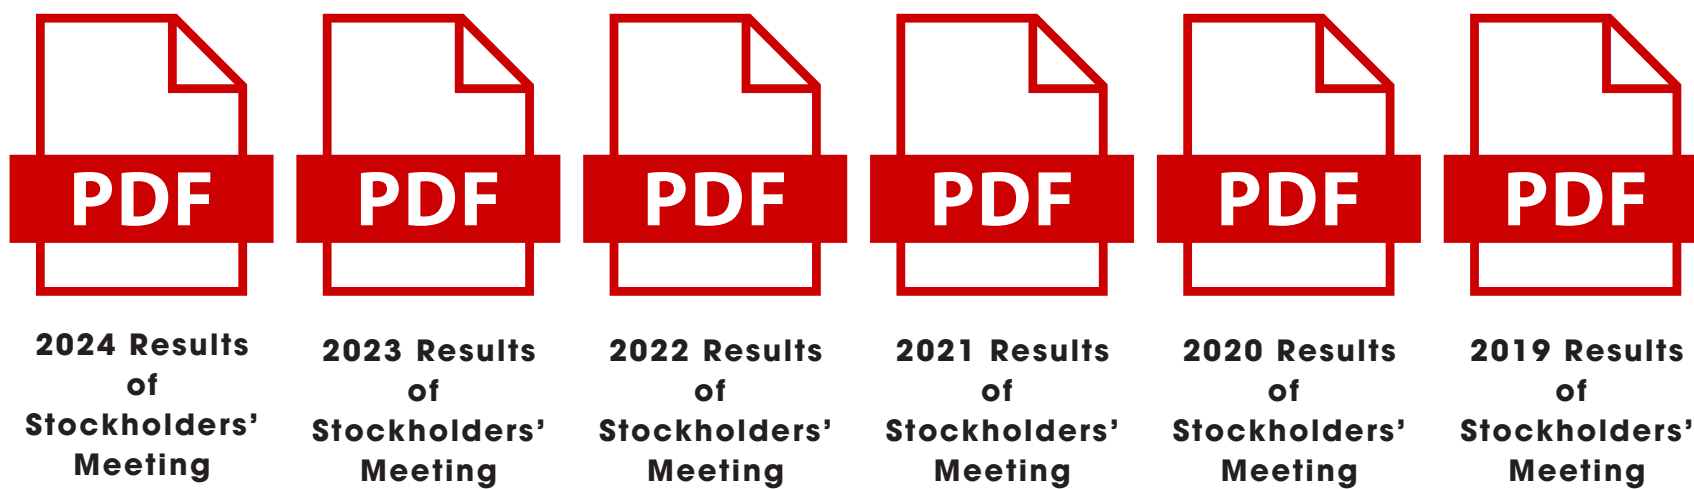 PDF
PDF
PDF
PDF
PDF
PDF
2024 Results
of
Stockholders’
Meeting
2023 Results
of
Stockholders’
Meeting
2022 Results
of
Stockholders’
Meeting
2021 Results
of
Stockholders’
Meeting
2020 Results
of
Stockholders’
Meeting
2019 Results
of
Stockholders’
Meeting